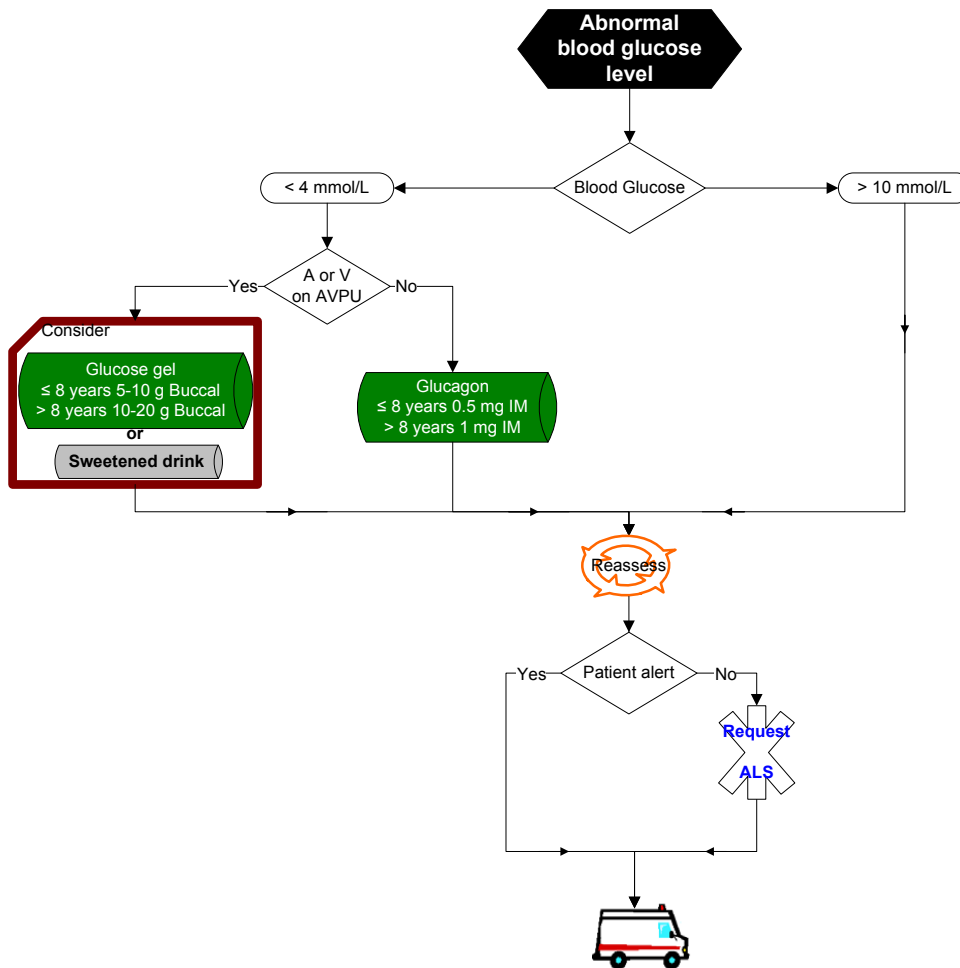 Abnormal
blood glucose
level
< 4 mmol/L
Blood Glucose
> 10 mmol/L
A or V
on AVPU
Yes
No
Consider
Glucose gel
≤ 8 years 5-10 g Buccal
> 8 years 10-20 g Buccal
or
Sweetened drink
Glucagon
≤ 8 years 0.5 mg IM
> 8 years 1 mg IM
Reassess
Yes
Patient alert
No
Request
ALS